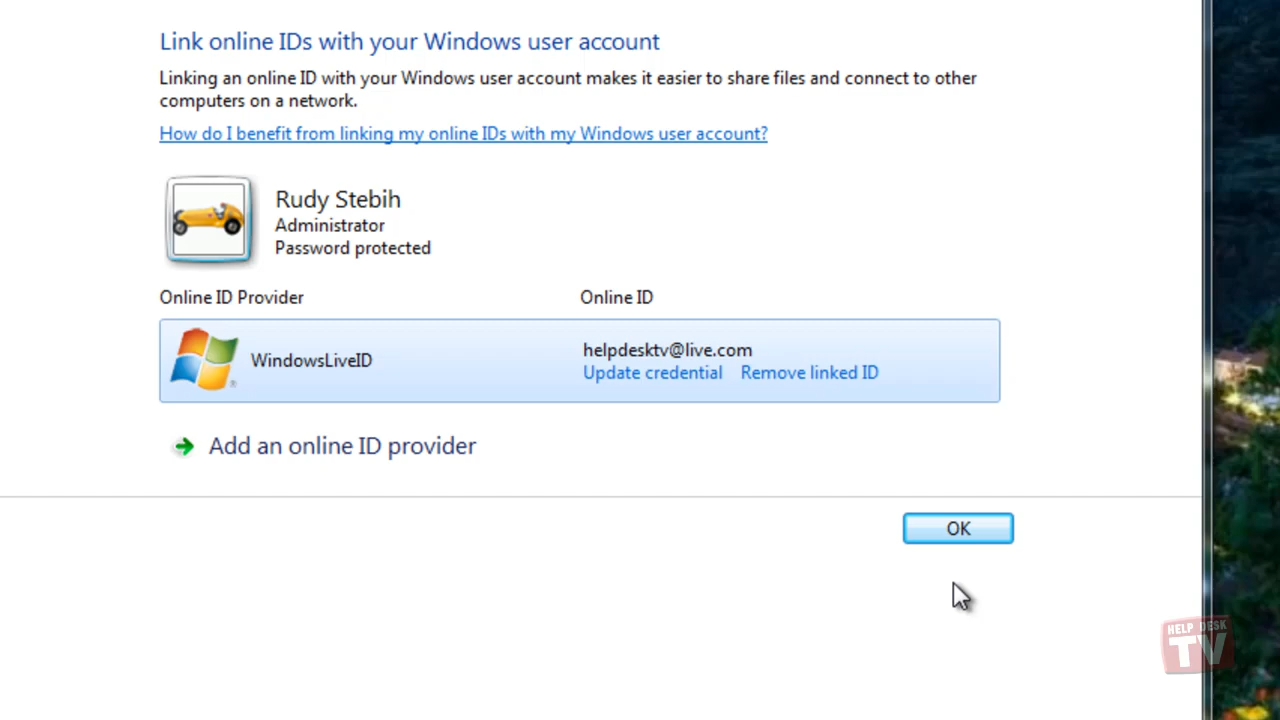 Link online IDs with your Windows user account
Linking an online ID with your Windows user account makes it easier to share files and connect to other
computers on a network.
How do I benefit from linking my online IDs with my Windows user account?
Rudy Stebih
Administrator
Password protected
Online ID Provider Online ID
WindowsLiveID
helpdesktv@live.com
Update credential Remove linked ID
Add an online ID provider
OK
HELP DESK
TV